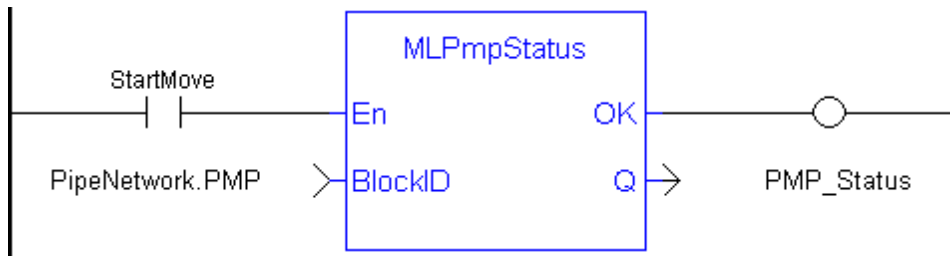 MLPmpStatus
StartMove
En OK
PipeNetwork.PMP BlockID Q PMP_Status